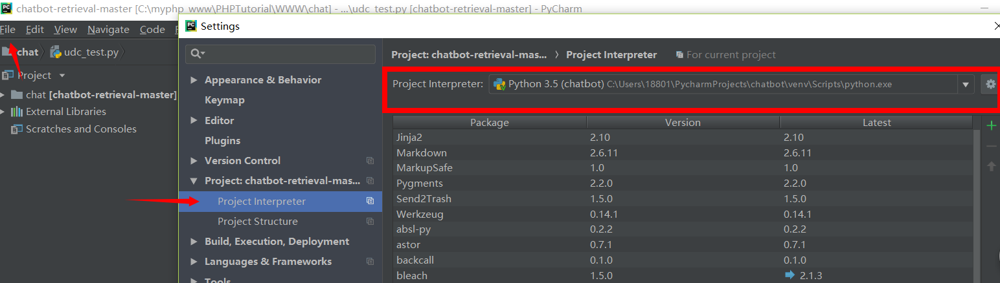 PC chatbot-retrieval-master [C:\myphp_www\PHPTutorial\WWW\chat] - ...\udc_test.py [chatbot-retrieval-master] - PyCharm
File Edit View Navigate Code
PC Settings
chat udc_test.py
Project
chat [chatbot-retrieval-master]
External Libraries
Scratches and Consoles
Appearance & Behavior
Keymap
Editor
Plugins
Version Control
Project: chatbot-retrieval-mas...
Project Interpreter
Project Structure
Build, Execution, Deployment
Languages & Frameworks
Tools
Project: chatbot-retrieval-mas... › Project Interpreter For current project
Project Interpreter: Python 3.5 (chatbot) C:\Users\18801\PycharmProjects\chatbot\venv\Scripts\python.exe
Package Version Latest
Jinja2 2.10 2.10
Markdown 2.6.11 2.6.11
MarkupSafe 1.0 1.0
Pygments 2.2.0 2.2.0
Send2Trash 1.5.0 1.5.0
Werkzeug 0.14.1 0.14.1
absl-py 0.2.2 0.2.2
astor 0.7.1 0.7.1
backcall 0.1.0 0.1.0
bleach 1.5.0 2.1.3